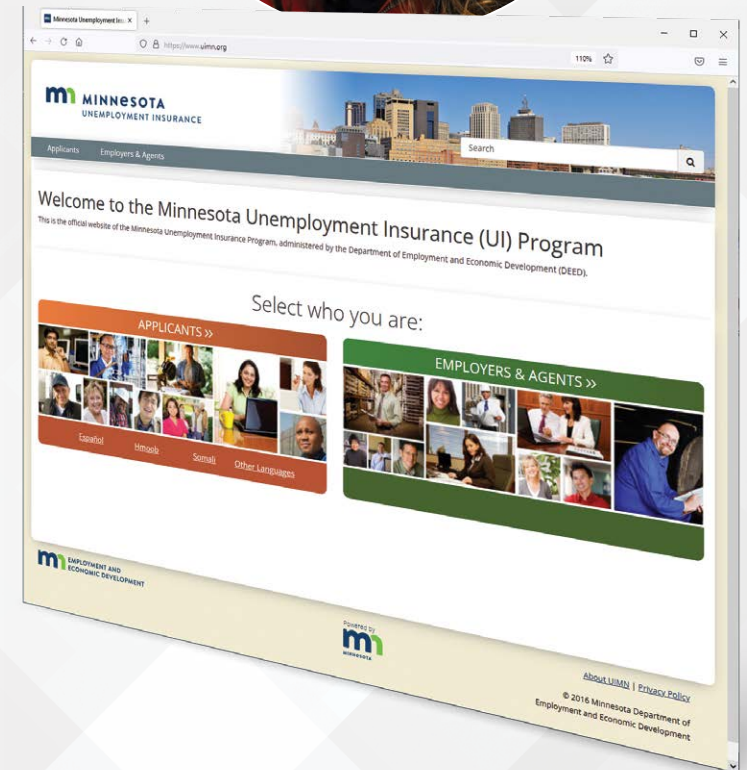 Minnesota Unemployment Ins
https://www.uimn.org
110%
MINNESOTA
UNEMPLOYMENT INSURANCE
Search
Applicants Employers & Agents
Welcome to the Minnesota Unemployment Insurance (UI) Program
This is the official website of the Minnesota Unemployment Insurance Program, administered by the Department of Employment and Economic Development (DEED).
Select who you are:
APPLICANTS »
EMPLOYERS & AGENTS »
Español Hmoob Somali Other Languages
EMPLOYMENT AND
ECONOMIC DEVELOPMENT
Powered by
mn
MINNESOTA
About UIMN | Privacy Policy
© 2016 Minnesota Department of
Employment and Economic Development